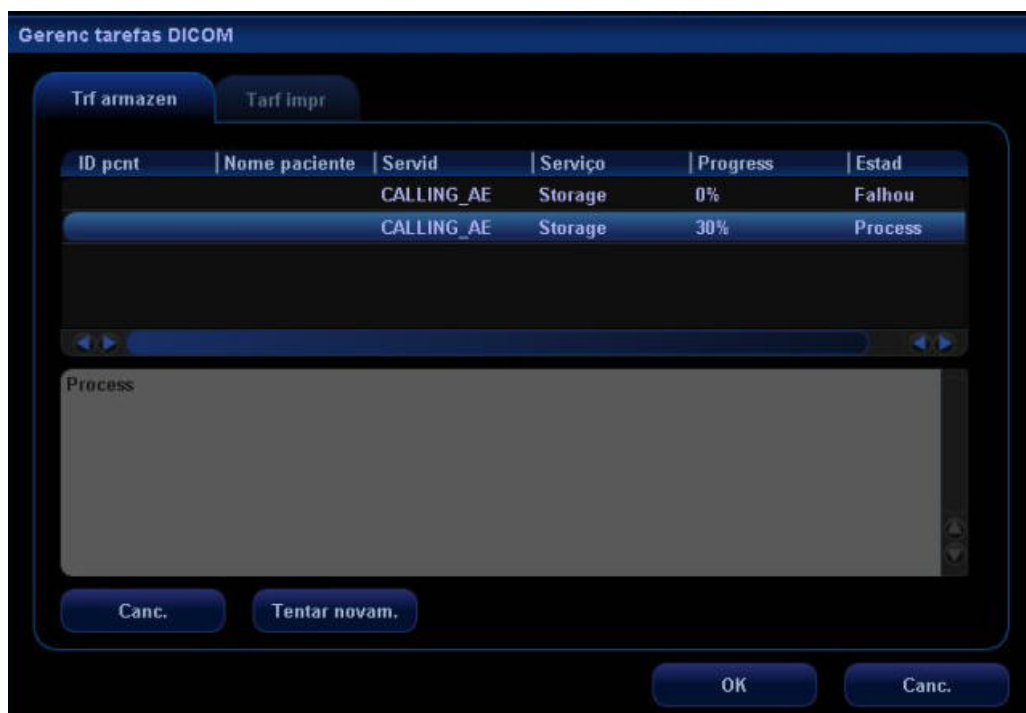 Gerenc tarefas DICOM
Trf armazen Tarf impr
ID pcnt Nome paciente Servid Serviço Progress Estad
CALLING_AE Storage 0% Falhou
CALLING_AE Storage 30% Process
Process
Canc. Tentar novam.
OK Canc.